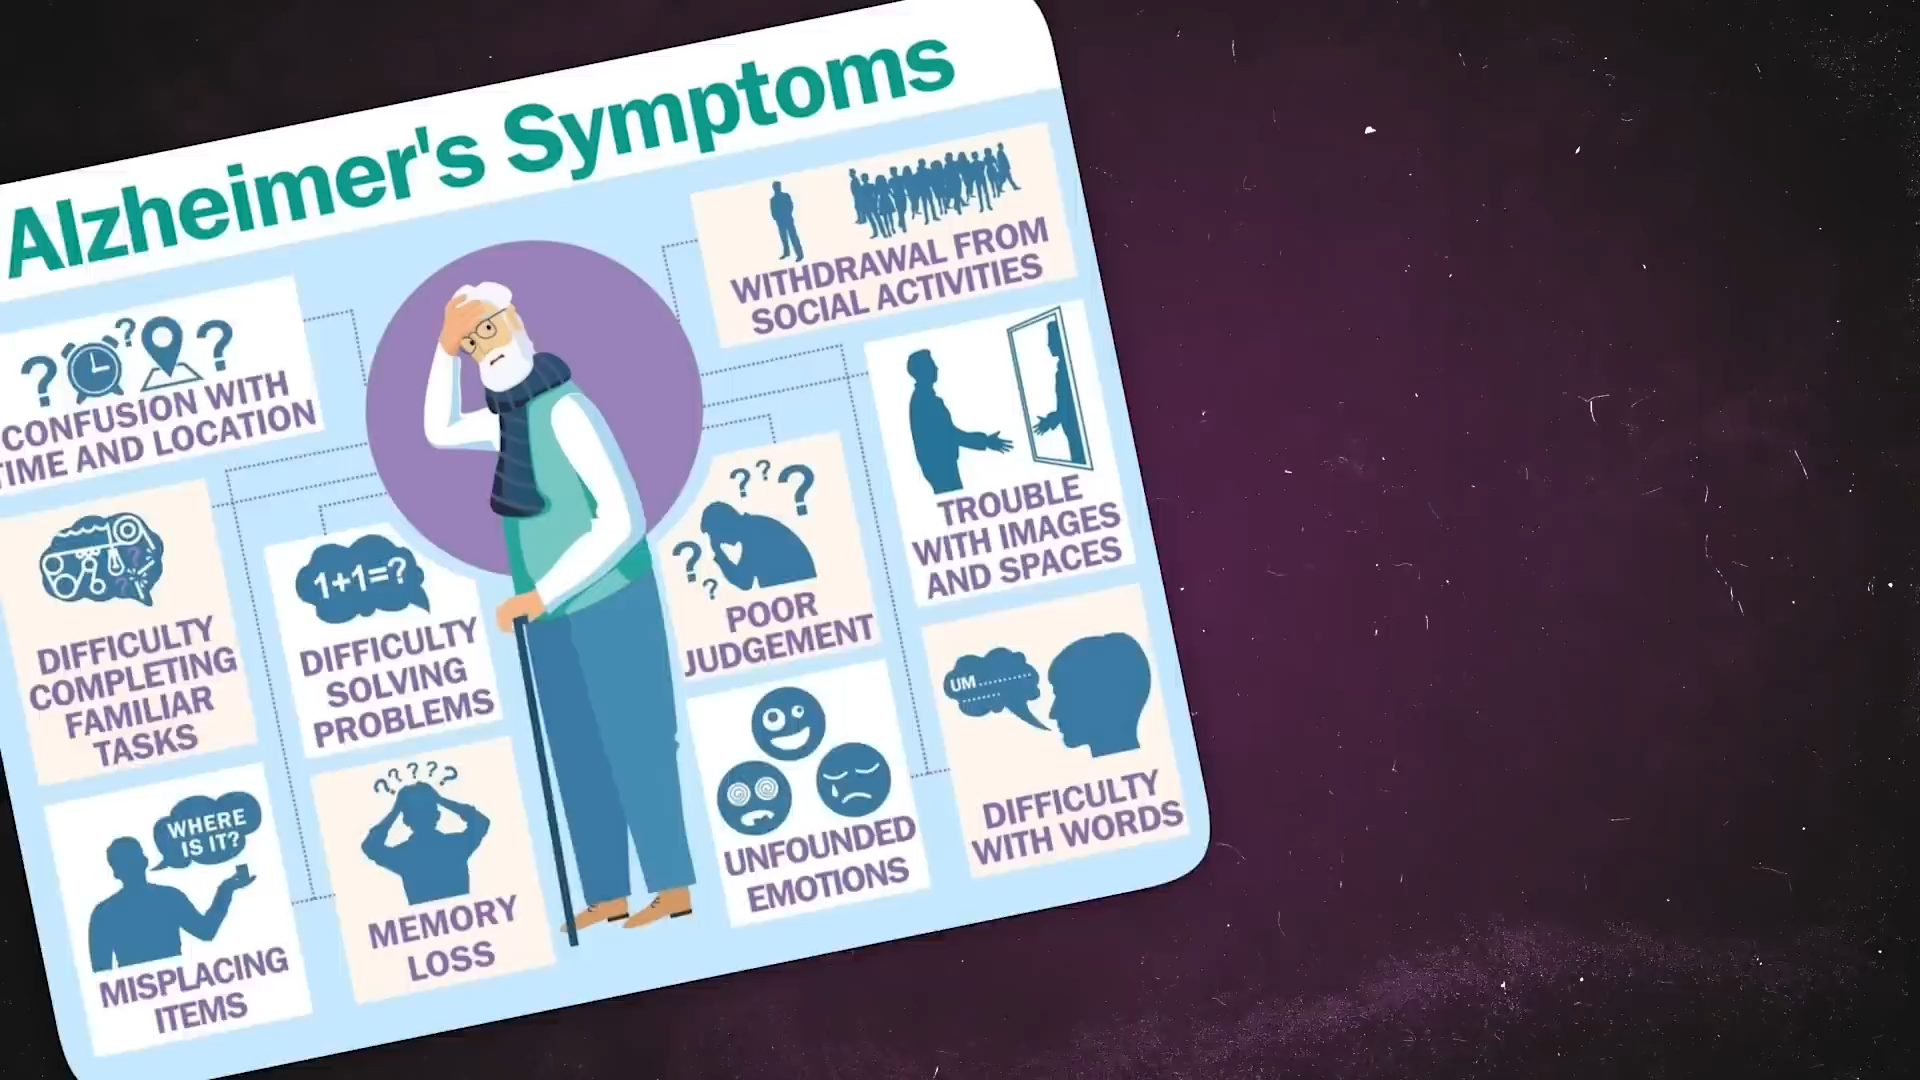 Alzheimer's Symptoms
WITHDRAWAL FROM
SOCIAL ACTIVITIES
? ? ?
CONFUSION WITH
TIME AND LOCATION
TROUBLE
WITH IMAGES
AND SPACES
? ?
DIFFICULTY
COMPLETING
FAMILIAR
TASKS
1+1=?
DIFFICULTY
SOLVING
PROBLEMS
? ? ?
? ?
POOR
JUDGEMENT
UM
DIFFICULTY
WITH WORDS
WHERE
IS IT?
MISPLACING
ITEMS
? ? ? ?
MEMORY
LOSS
UNFOUNDED
EMOTIONS